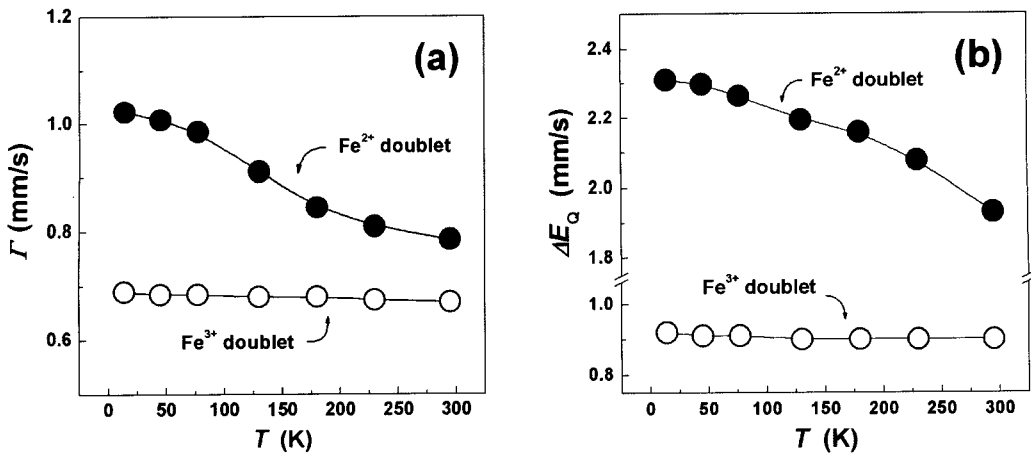 (a)
Γ (mm/s)
1.2
1.0
0.8
0.6
Fe²⁺ doublet
Fe³⁺ doublet
0 50 100 150 200 250 300
T (K)
(b)
ΔE_Q (mm/s)
2.4
2.2
2.0
1.8
0.9
0.8
Fe²⁺ doublet
Fe³⁺ doublet
0 50 100 150 200 250 300
T (K)